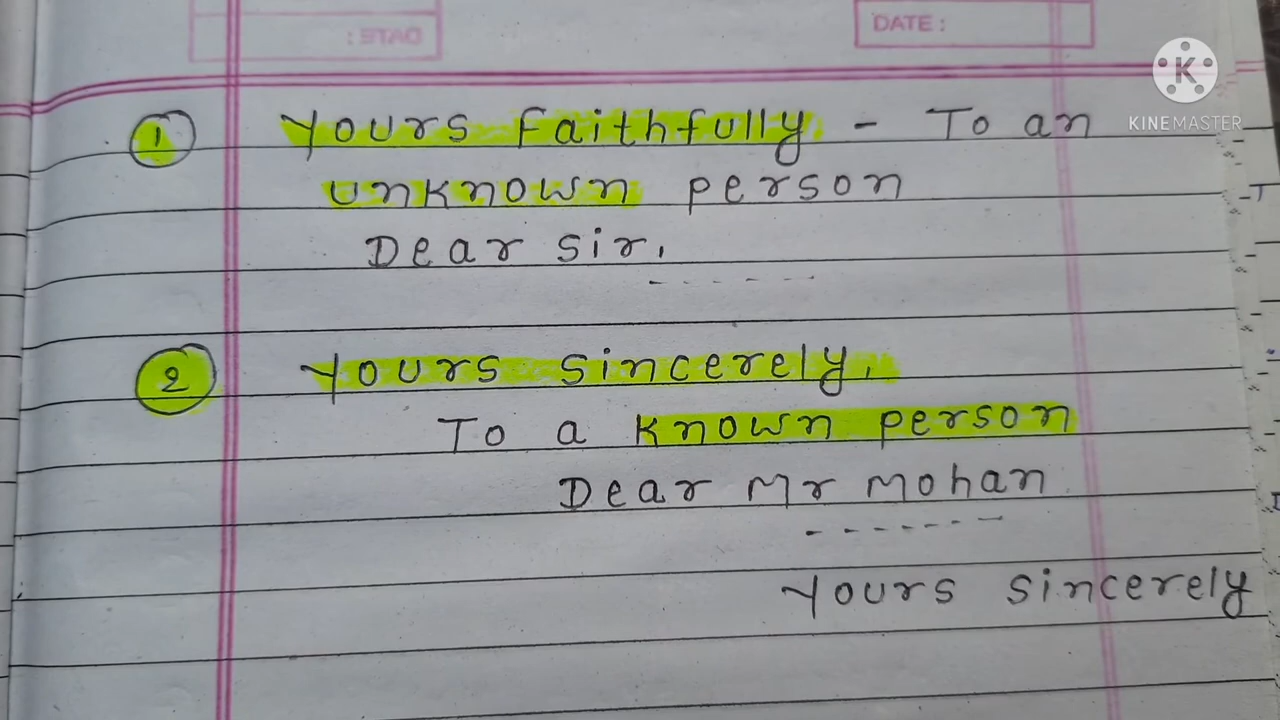 DATE :
DATE :
K
KINEMASTER
1 Yours Faithfully - To an
unknown person
Dear Sir,
- - - - - -
2 Yours sincerely,
To a known person
Dear Mr Mohan
- - - - - - -
Yours sincerely